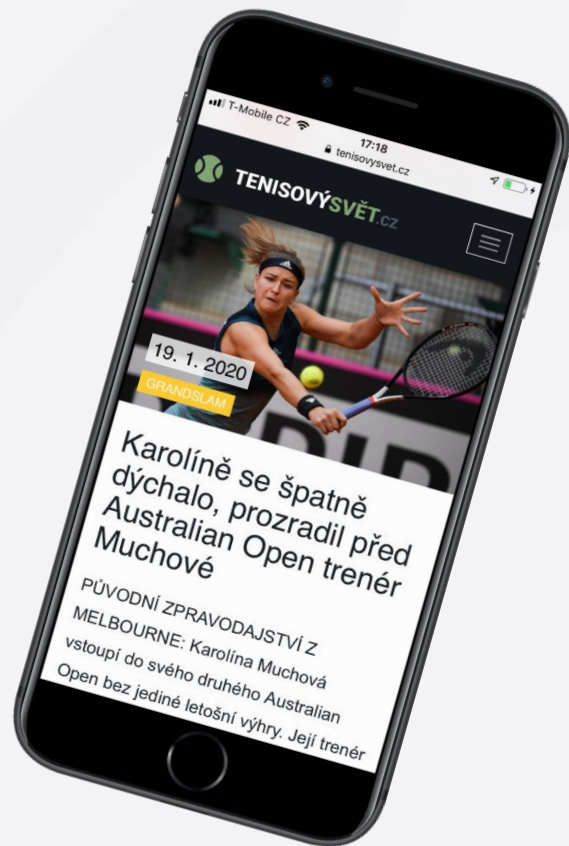 T-Mobile CZ
17:18
tenisovysvet.cz
TENISOVÝSVĚT.CZ
19. 1. 2020
GRANDSLAM
Karolíně se špatně
dýchalo, prozradil před
Australian Open trenér
Muchové
PŮVODNÍ ZPRAVODAJSTVÍ Z
MELBOURNE: Karolína Muchová
vstoupí do svého druhého Australian
Open bez jediné letošní výhry. Její trenér